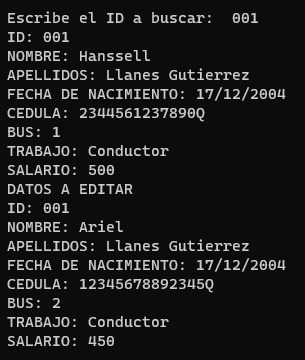 Escribe el ID a buscar:  001
ID: 001
NOMBRE: Hanssell
APELLIDOS: Llanes Gutierrez
FECHA DE NACIMIENTO: 17/12/2004
CEDULA: 2344561237890Q
BUS: 1
TRABAJO: Conductor
SALARIO: 500
DATOS A EDITAR
ID: 001
NOMBRE: Ariel
APELLIDOS: Llanes Gutierrez
FECHA DE NACIMIENTO: 17/12/2004
CEDULA: 12345678892345Q
BUS: 2
TRABAJO: Conductor
SALARIO: 450